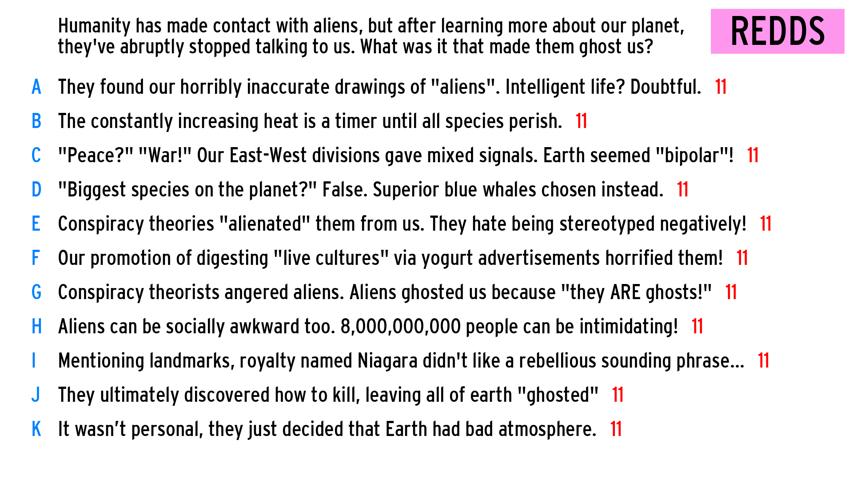 Humanity has made contact with aliens, but after learning more about our planet,
they've abruptly stopped talking to us. What was it that made them ghost us?
REDDS
A They found our horribly inaccurate drawings of "aliens". Intelligent life? Doubtful. 11
B The constantly increasing heat is a timer until all species perish. 11
C "Peace?" "War!" Our East-West divisions gave mixed signals. Earth seemed "bipolar"! 11
D "Biggest species on the planet?" False. Superior blue whales chosen instead. 11
E Conspiracy theories "alienated" them from us. They hate being stereotyped negatively! 11
F Our promotion of digesting "live cultures" via yogurt advertisements horrified them! 11
G Conspiracy theorists angered aliens. Aliens ghosted us because "they ARE ghosts!" 11
H Aliens can be socially awkward too. 8,000,000,000 people can be intimidating! 11
I Mentioning landmarks, royalty named Niagara didn't like a rebellious sounding phrase... 11
J They ultimately discovered how to kill, leaving all of earth "ghosted" 11
K It wasn’t personal, they just decided that Earth had bad atmosphere. 11